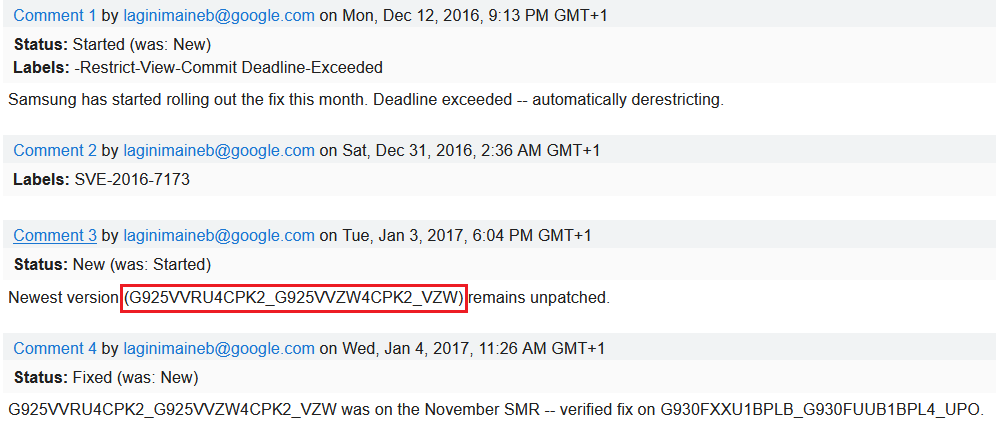 Comment 1 by laginimaineb@google.com on Mon, Dec 12, 2016, 9:13 PM GMT+1
Status: Started (was: New)
Labels: -Restrict-View-Commit Deadline-Exceeded
Samsung has started rolling out the fix this month. Deadline exceeded -- automatically derestricting.
Comment 2 by laginimaineb@google.com on Sat, Dec 31, 2016, 2:36 AM GMT+1
Labels: SVE-2016-7173
Comment 3 by laginimaineb@google.com on Tue, Jan 3, 2017, 6:04 PM GMT+1
Status: New (was: Started)
Newest version (G925VVRU4CPK2_G925VVZW4CPK2_VZW) remains unpatched.
Comment 4 by laginimaineb@google.com on Wed, Jan 4, 2017, 11:26 AM GMT+1
Status: Fixed (was: New)
G925VVRU4CPK2_G925VVZW4CPK2_VZW was on the November SMR -- verified fix on G930FXXU1BPLB_G930FUUB1BPL4_UPO.